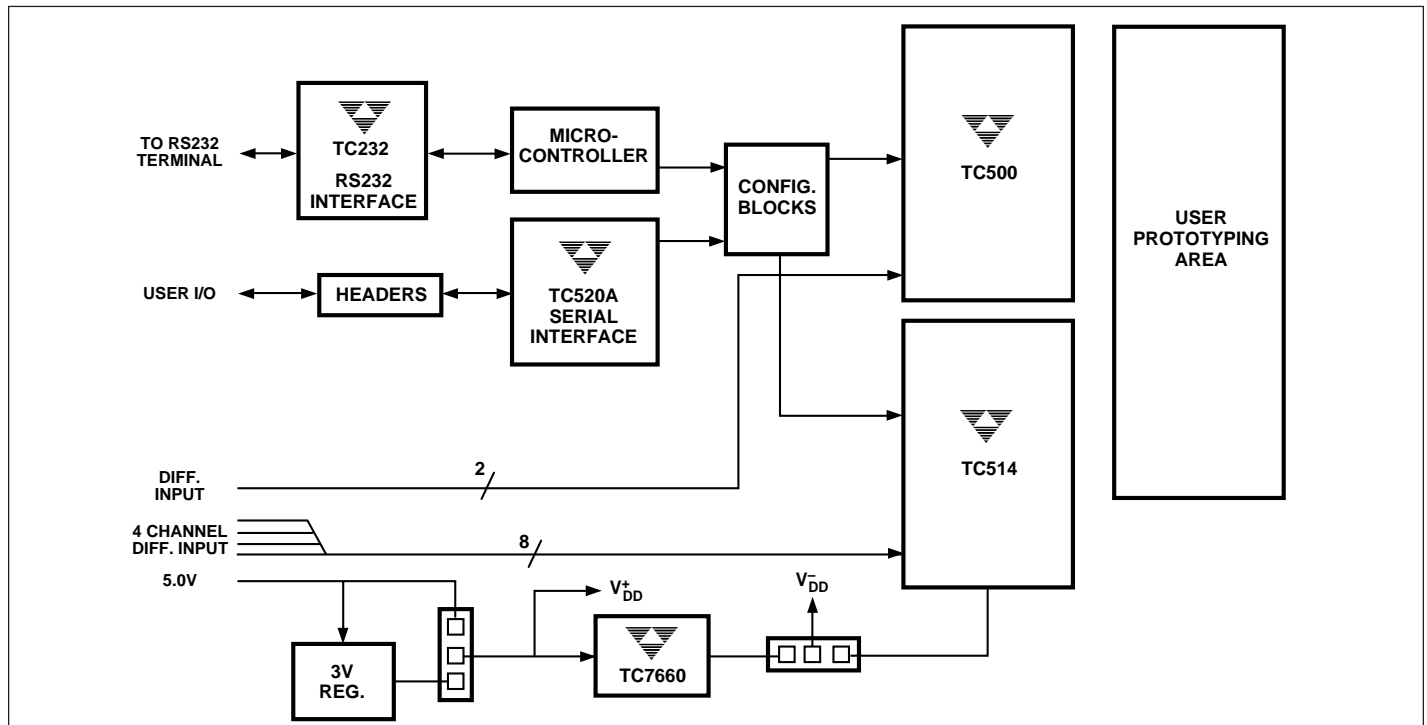 TO RS232
TERMINAL
TC232
RS232
INTERFACE
MICRO-
CONTROLLER
CONFIG.
BLOCKS
TC500
USER
PROTOTYPING
AREA
USER I/O
HEADERS
TC520A
SERIAL
INTERFACE
TC514
DIFF.
INPUT
2
4 CHANNEL
DIFF. INPUT
8
5.0V
V+DD
V–DD
3V
REG.
TC7660